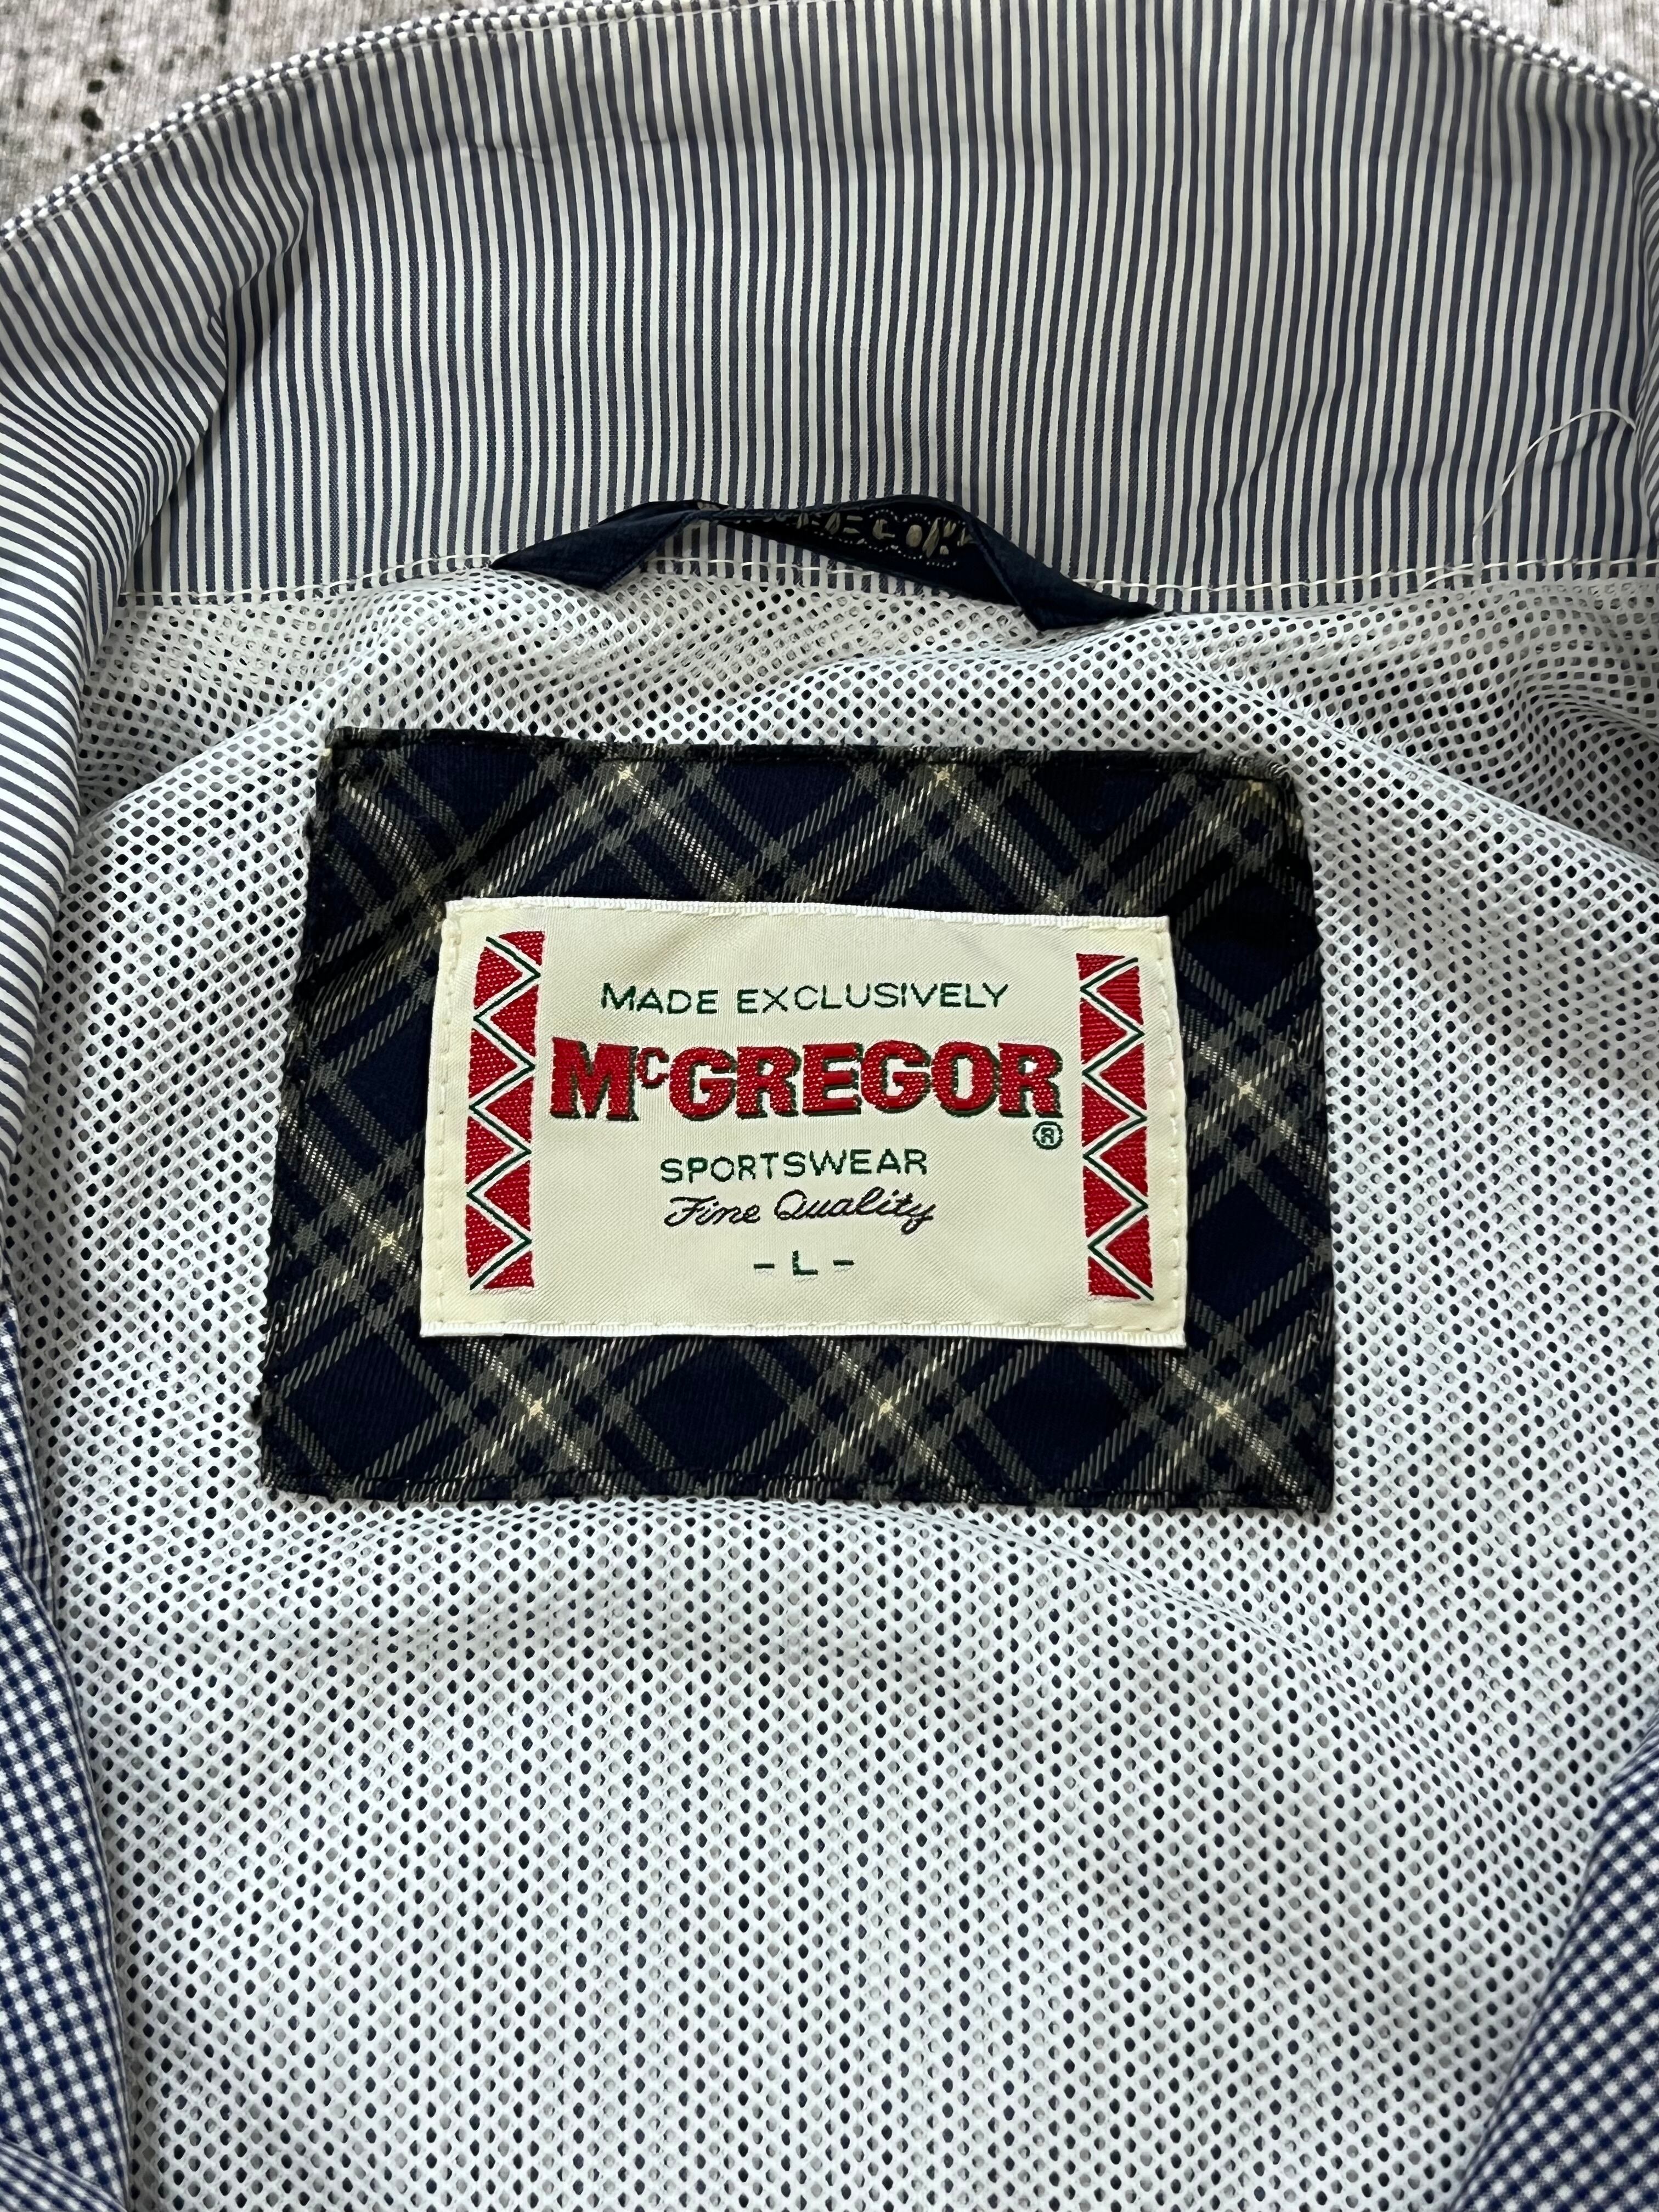 MADE EXCLUSIVELY
McGREGOR
®
SPORTSWEAR
Fine Quality
- L -